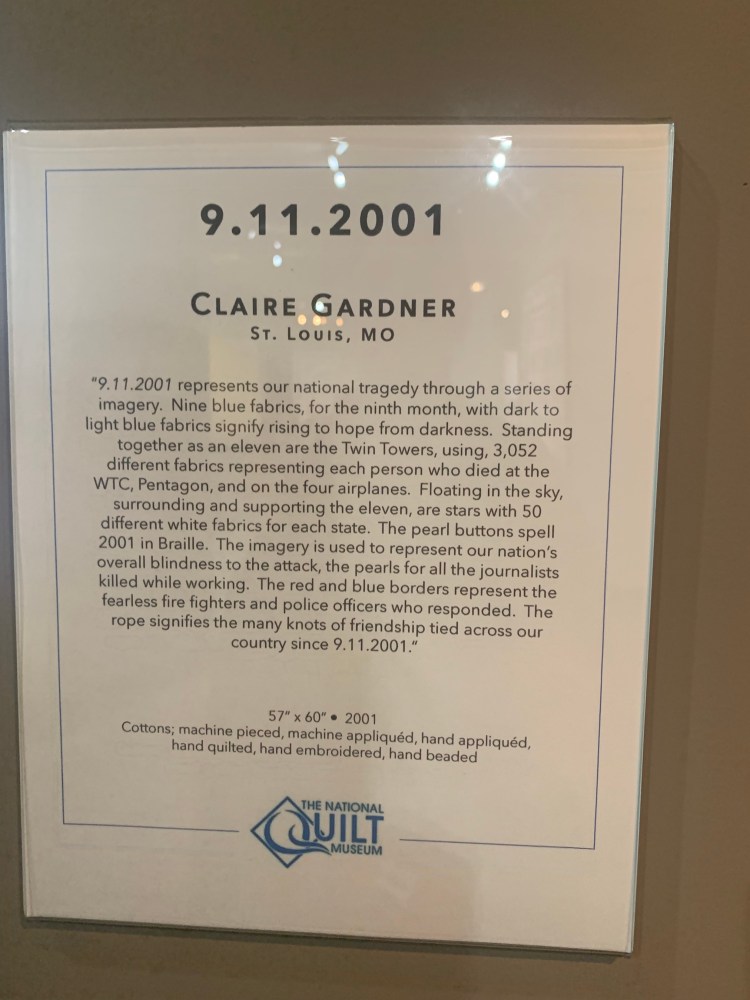 9.11.2001
CLAIRE GARDNER
ST. LOUIS, MO
"9.11.2001 represents our national tragedy through a series of
imagery. Nine blue fabrics, for the ninth month, with dark to
light blue fabrics signify rising to hope from darkness. Standing
together as an eleven are the Twin Towers, using, 3,052
different fabrics representing each person who died at the
WTC, Pentagon, and on the four airplanes. Floating in the sky,
surrounding and supporting the eleven, are stars with 50
different white fabrics for each state. The pearl buttons spell
2001 in Braille. The imagery is used to represent our nation's
overall blindness to the attack, the pearls for all the journalists
killed while working. The red and blue borders represent the
fearless fire fighters and police officers who responded. The
rope signifies the many knots of friendship tied across our
country since 9.11.2001."
57" x 60" • 2001
Cottons; machine pieced, machine appliquéd, hand appliquéd,
hand quilted, hand embroidered, hand beaded
THE NATIONAL
QUILT
MUSEUM